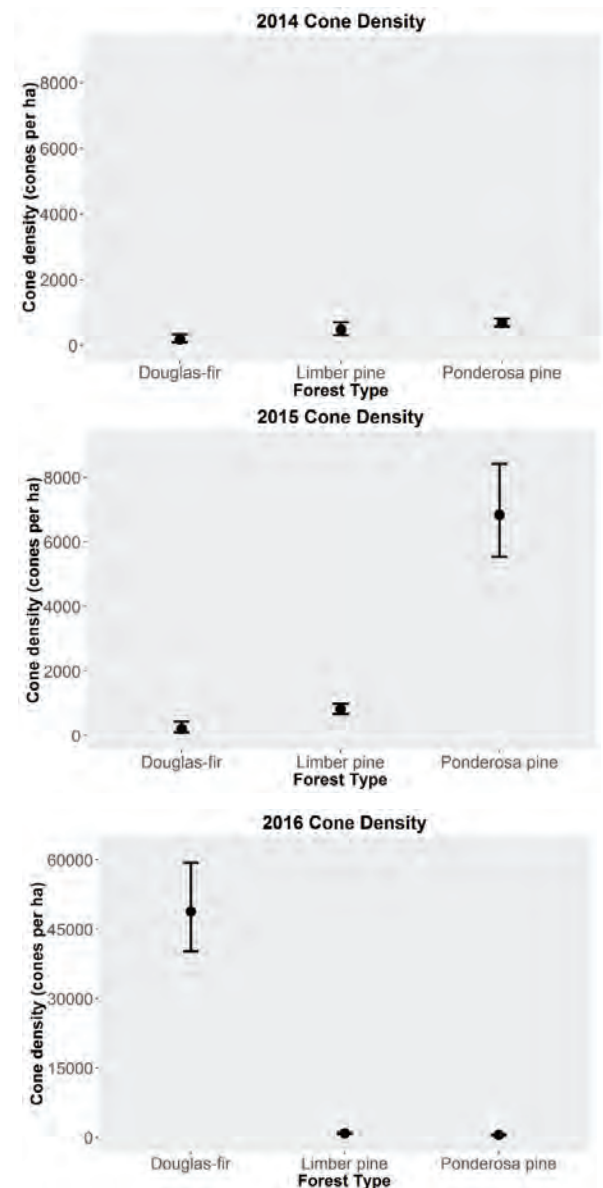 2014 Cone Density
Cone density (cones per ha)
8000
6000
4000
2000
0
Douglas-fir Limber pine Ponderosa pine
Forest Type
2015 Cone Density
Cone density (cones per ha)
8000
6000
4000
2000
0
Douglas-fir Limber pine Ponderosa pine
Forest Type
2016 Cone Density
Cone density (cones per ha)
60000
45000
30000
15000
0
Douglas-fir Limber pine Ponderosa pine
Forest Type